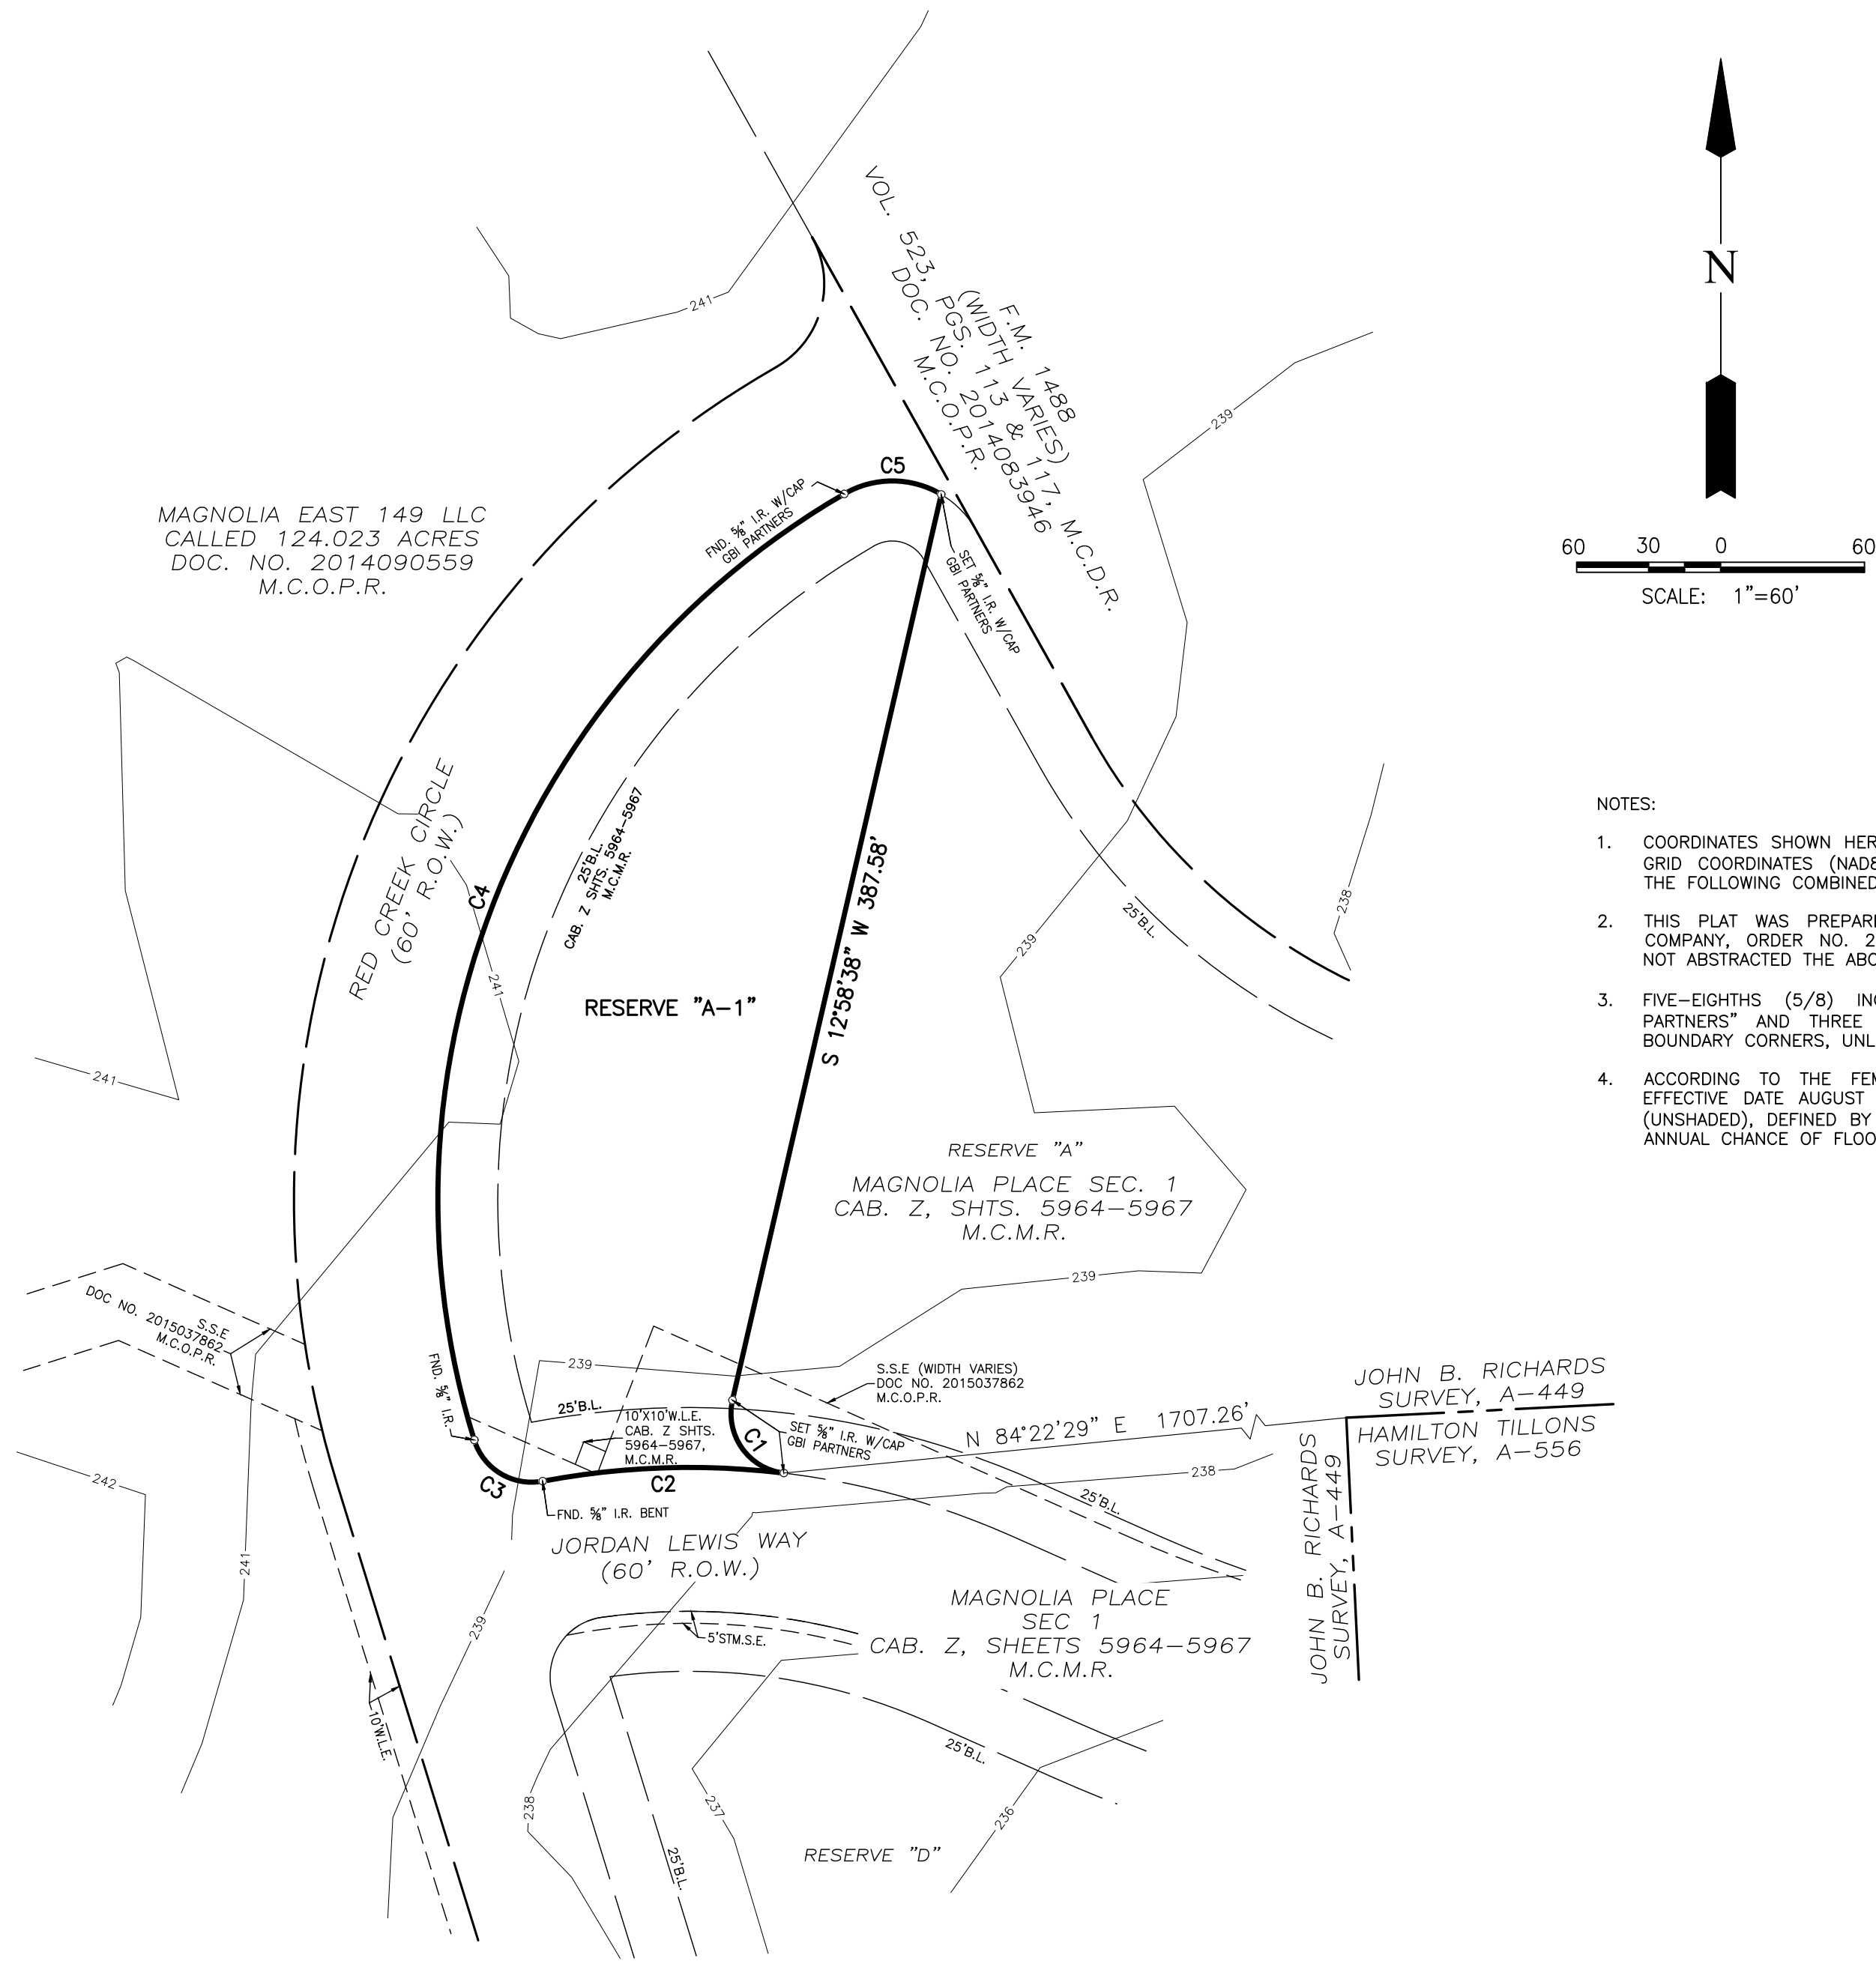 VOL. 523, PGS. 113 & 117, M.C.D.R.
F.M. 1488
(WIDTH VARIES)
DOC. NO. 2014083946
M.C.O.P.R.
N
60 30 0 60
SCALE: 1"=60'
241
239
C5
FND. ⅝" I.R. W/CAP
GBI PARTNERS
SET ⅝" I.R. W/CAP
GBI PARTNERS
MAGNOLIA EAST 149 LLC
CALLED 124.023 ACRES
DOC. NO. 2014090559
M.C.O.P.R.
RED CREEK CIRCLE
(60' R.O.W.)
C4
25'B.L.
CAB. Z SHTS. 5964-5967
M.C.M.R.
S 12°58'38" W 387.58'
241
RESERVE "A-1"
241
25'B.L.
239
238
NOTES:
1. COORDINATES SHOWN HER
GRID COORDINATES (NAD8
THE FOLLOWING COMBINED
2. THIS PLAT WAS PREPAR
COMPANY, ORDER NO. 2
NOT ABSTRACTED THE ABO
3. FIVE-EIGHTHS (5/8) IN
PARTNERS" AND THREE
BOUNDARY CORNERS, UNL
4. ACCORDING TO THE FEM
EFFECTIVE DATE AUGUST
(UNSHADED), DEFINED BY
ANNUAL CHANCE OF FLOO
RESERVE "A"
MAGNOLIA PLACE SEC. 1
CAB. Z, SHTS. 5964-5967
M.C.M.R.
239
S.S.E
DOC NO. 2015037862
M.C.O.P.R.
FND. ⅝" I.R.
239
25'B.L.
10'X10'W.L.E.
CAB. Z SHTS.
5964-5967,
M.C.M.R.
S.S.E (WIDTH VARIES)
DOC NO. 2015037862
M.C.O.P.R.
C1
SET ⅝" I.R. W/CAP
GBI PARTNERS
N 84°22'29" E 1707.26'
JOHN B. RICHARDS
SURVEY, A-449
HAMILTON TILLONS
SURVEY, A-556
JOHN B. RICHARDS
SURVEY, A-449
C3
C2
FND. ⅝" I.R. BENT
238
25'B.L.
242
241
239
JORDAN LEWIS WAY
(60' R.O.W.)
MAGNOLIA PLACE
SEC 1
CAB. Z, SHEETS 5964-5967
M.C.M.R.
5'STM.S.E.
10'W.L.E.
25'B.L.
238
237
236
RESERVE "D"
25'B.L.